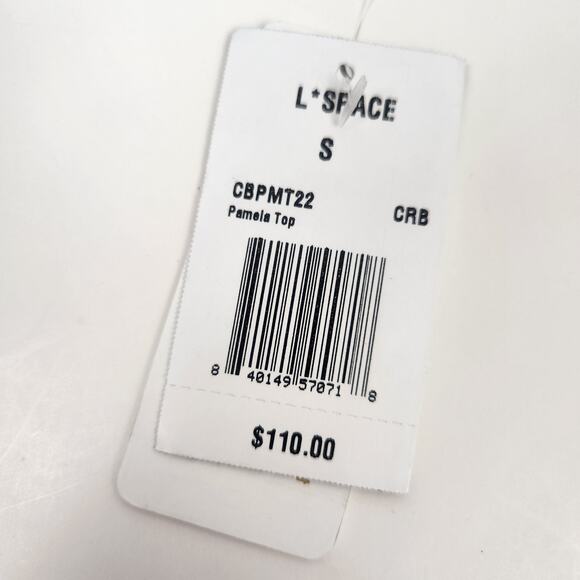 L*SPACE
S
CBPMT22
Pamela Top CRB
8 40149 57071 8
$110.00